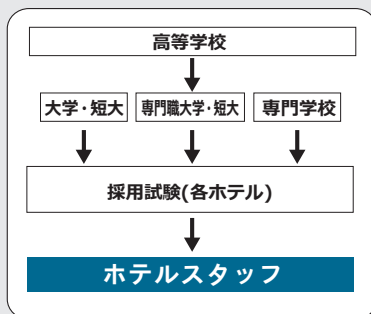 高等学校
大学・短大
専門職大学・短大
専門学校
採用試験(各ホテル)
ホテルスタッフ